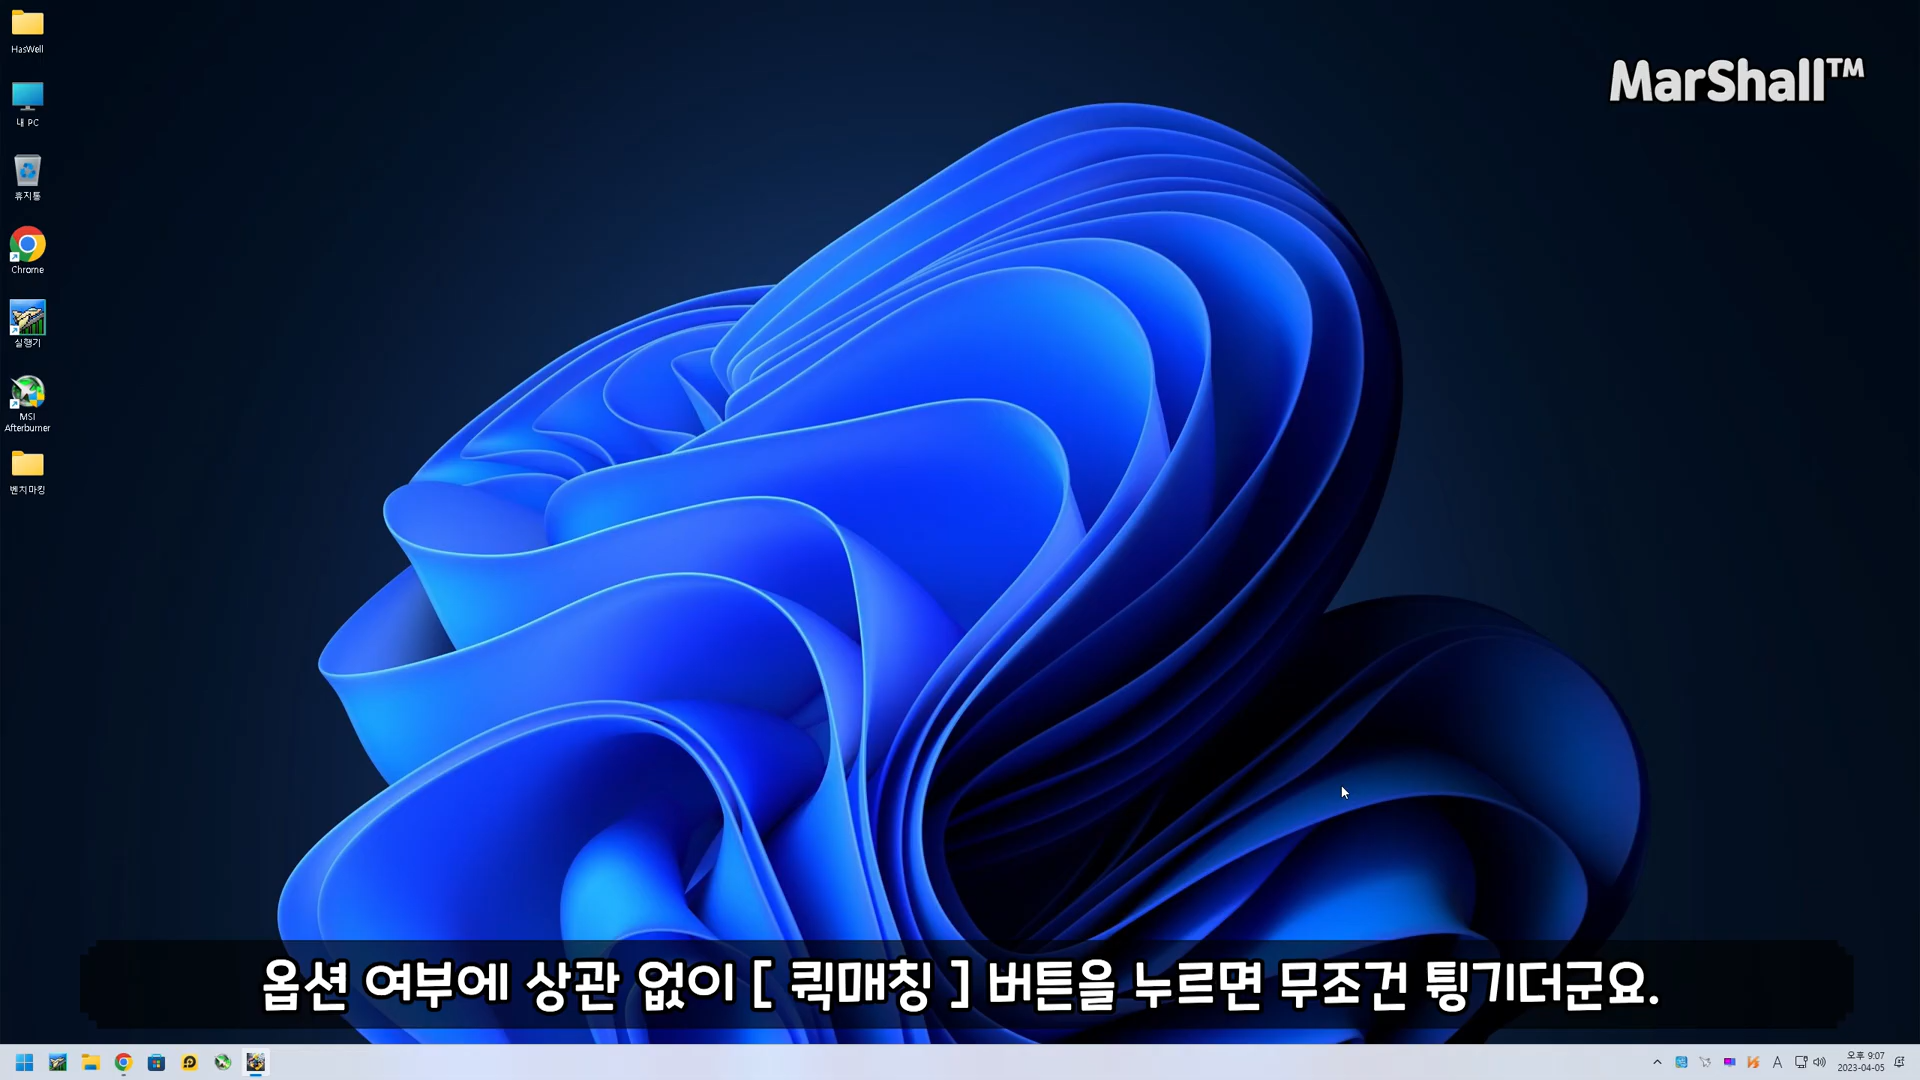 HasWell
MarShall™
내 PC
휴지통
Chrome
실행기
MSI
Afterburner
벤치마킹
옵션 여부에 상관 없이 [ 퀵매칭 ] 버튼을 누르면 무조건 튕기더군요.
A
오후 9:07
2023-04-05